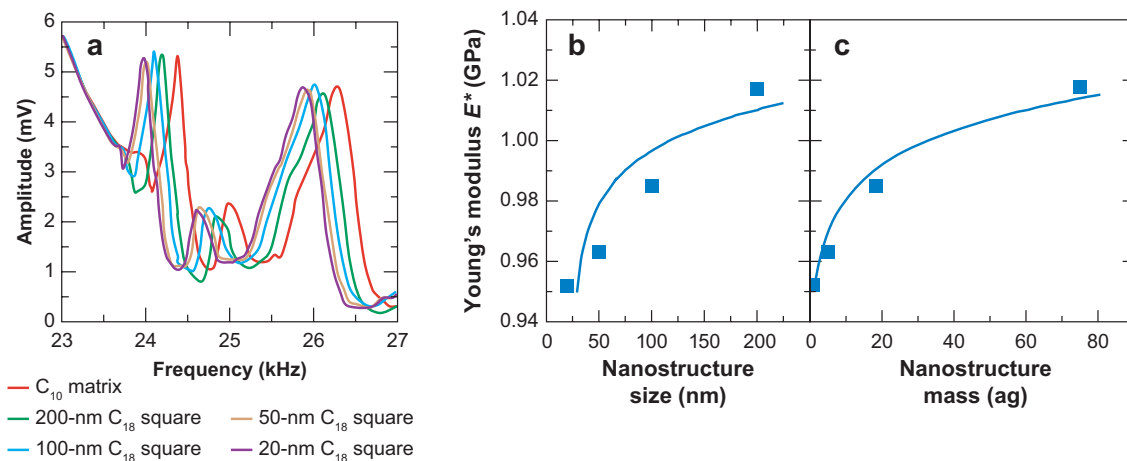 a
6
5
4
3
2
1
0
Amplitude (mV)
23 24 25 26 27
Frequency (kHz)
C₁₀ matrix
200-nm C₁₈ square
100-nm C₁₈ square
50-nm C₁₈ square
20-nm C₁₈ square
b
1.04
1.02
1.00
0.98
0.96
0.94
Young's modulus E* (GPa)
0 50 100 150 200
Nanostructure
size (nm)
c
0 20 40 60 80
Nanostructure
mass (ag)